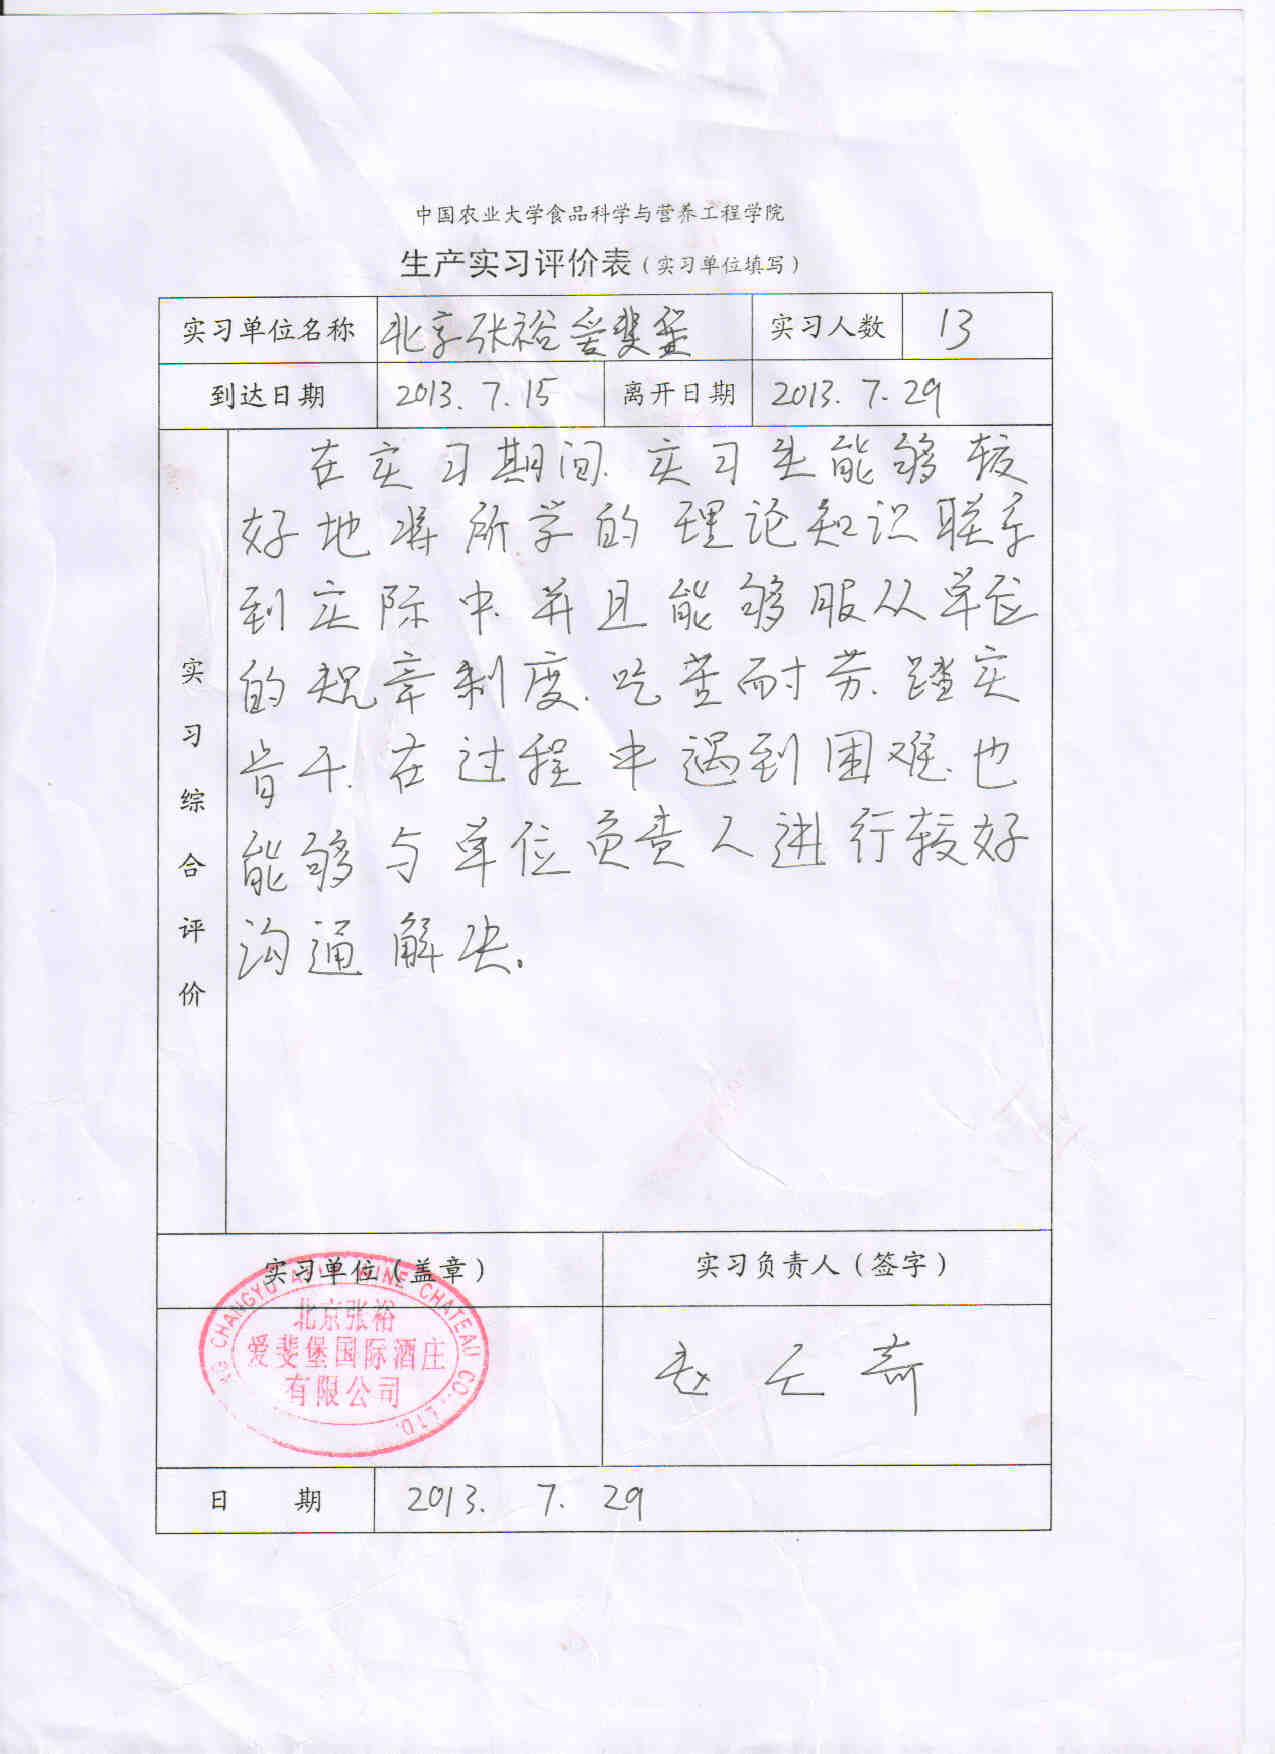 中国农业大学食品科学与营养工程学院
生产实习评价表（实习单位填写）
实习单位名称 北京张裕爱斐堡 实习人数 13
到达日期 2013.7.15 离开日期 2013.7.29
实习综合评价
在实习期间.实习生能够较
好地将所学的理论知识联系
到实际中.并且能够服从单位
的规章制度.吃苦耐劳.踏实
肯干.在过程中遇到困难.也
能够与单位负责人进行较好
沟通解决.
实习单位（盖章） 实习负责人（签字）
CHANGYU AFIP WINE CHATEAU CO., LTD.
北京张裕
爱斐堡国际酒庄
有限公司
赵 奇
日 期 2013. 7. 29